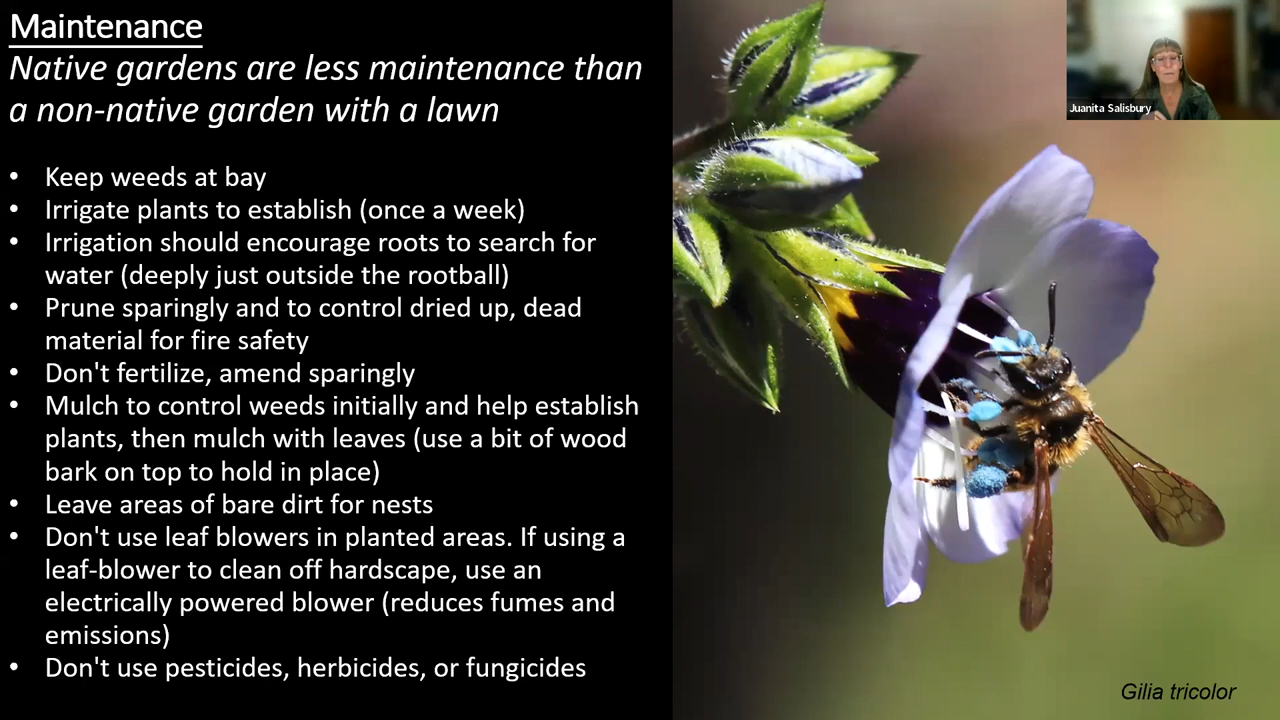 Maintenance
Native gardens are less maintenance than
a non-native garden with a lawn
• Keep weeds at bay
• Irrigate plants to establish (once a week)
• Irrigation should encourage roots to search for
water (deeply just outside the rootball)
• Prune sparingly and to control dried up, dead
material for fire safety
• Don't fertilize, amend sparingly
• Mulch to control weeds initially and help establish
plants, then mulch with leaves (use a bit of wood
bark on top to hold in place)
• Leave areas of bare dirt for nests
• Don't use leaf blowers in planted areas. If using a
leaf-blower to clean off hardscape, use an
electrically powered blower (reduces fumes and
emissions)
• Don't use pesticides, herbicides, or fungicides
Juanita Salisbury
Gilia tricolor